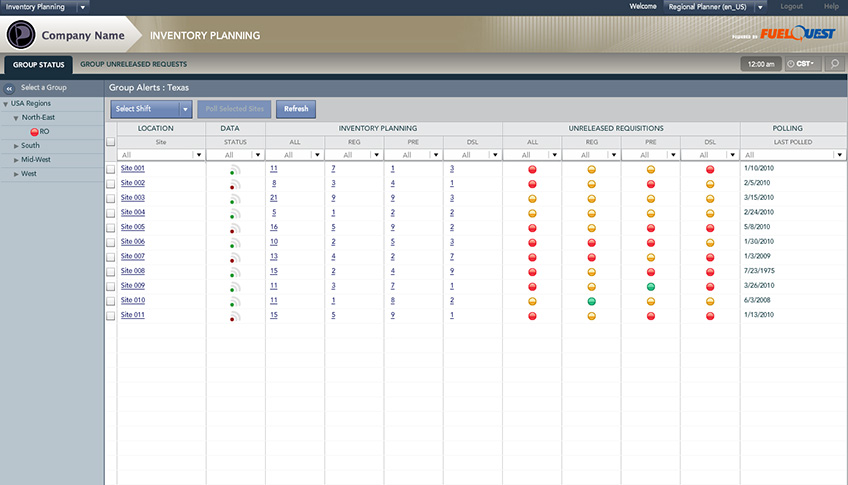 Inventory Planning Welcome Regional Planner (en_US) Logout Help
Company Name INVENTORY PLANNING POWERED BY FUELQUEST
GROUP STATUS GROUP UNRELEASED REQUESTS 12:00 am CST
« Select a Group Group Alerts : Texas
USA Regions
North-East
RO
South
Mid-West
West
Select Shift Poll Selected Sites Refresh
LOCATION DATA INVENTORY PLANNING UNRELEASED REQUISITIONS POLLING
Site STATUS ALL REG PRE DSL ALL REG PRE DSL LAST POLLED
All All All All All All All All All All All
Site 001 11 7 1 3 1/10/2010
Site 002 8 3 4 1 2/5/2010
Site 003 21 9 9 3 3/15/2010
Site 004 5 1 2 2 2/24/2010
Site 005 16 5 9 2 5/8/2010
Site 006 10 2 5 3 1/30/2010
Site 007 13 4 2 7 1/3/2009
Site 008 15 2 4 9 7/23/1975
Site 009 11 3 7 1 3/26/2010
Site 010 11 1 8 2 6/3/2008
Site 011 15 5 9 1 1/13/2010